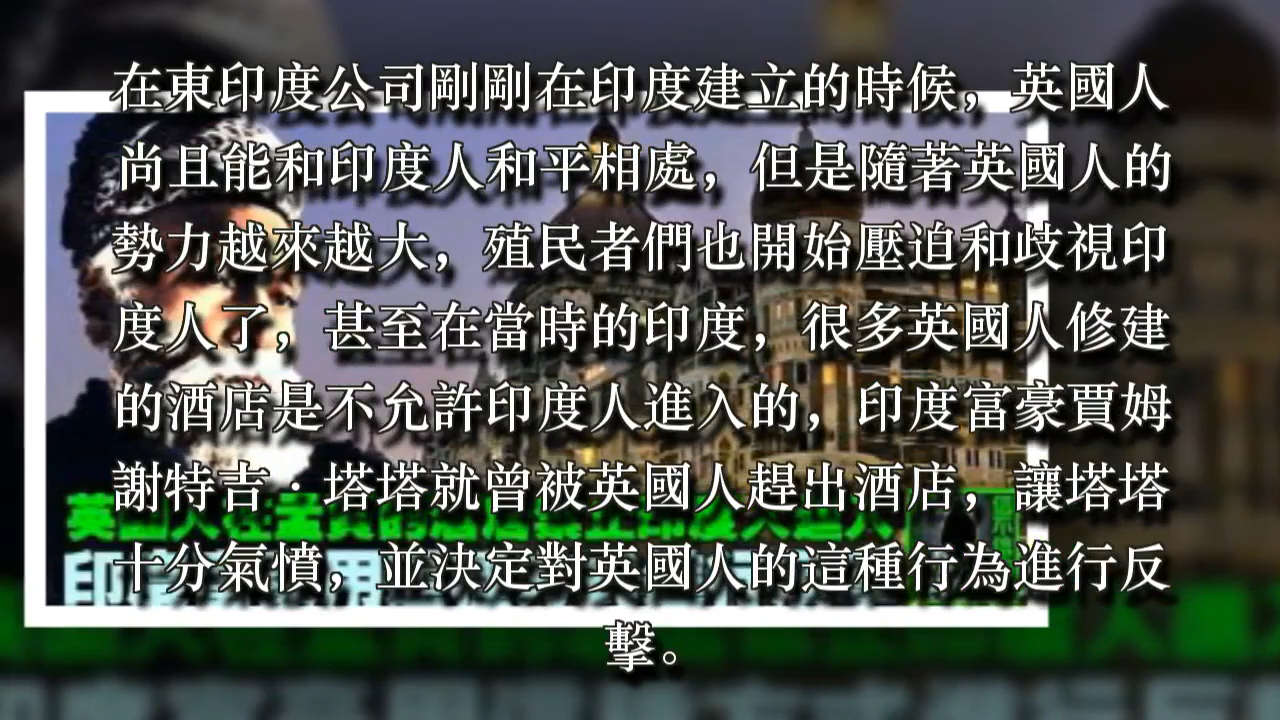 在東印度公司剛剛在印度建立的時候，英國人
尚且能和印度人和平相處，但是隨著英國人的
勢力越來越大，殖民者們也開始壓迫和歧視印
度人了，甚至在當時的印度，很多英國人修建
的酒店是不允許印度人進入的，印度富豪賈姆
謝特吉·塔塔就曾被英國人趕出酒店，讓塔塔
十分氣憤，並決定對英國人的這種行為進行反
擊。